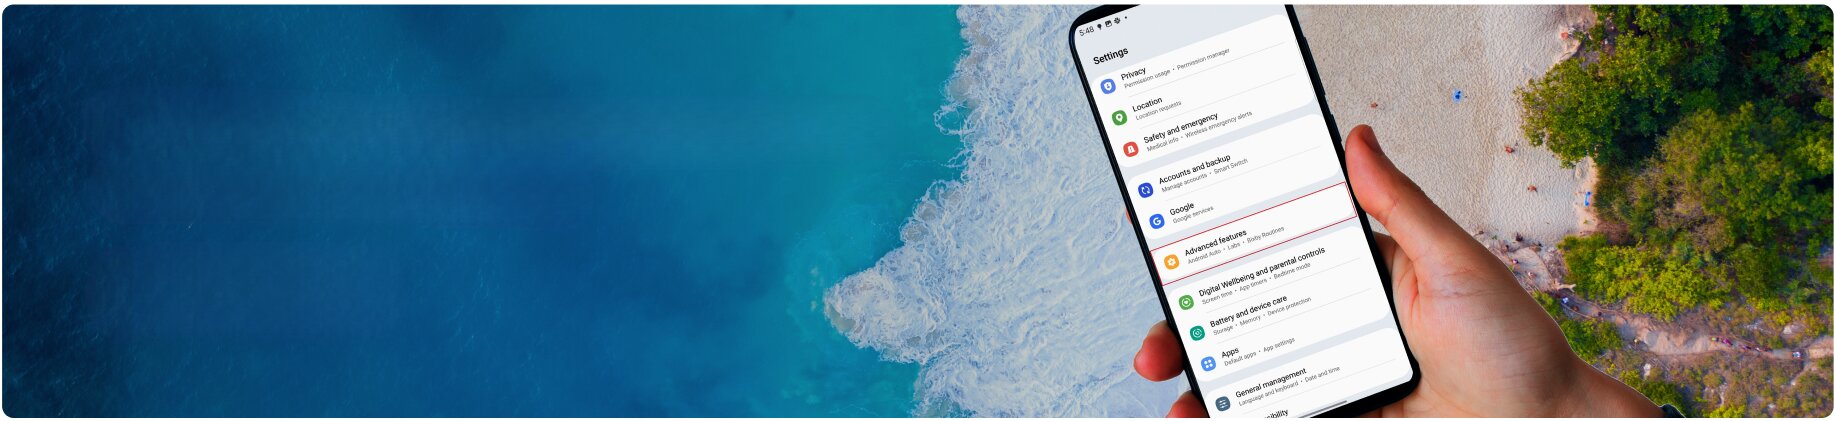 5:48
Settings
Privacy
Permission usage • Permission manager
Location
Location requests
Safety and emergency
Medical info • Wireless emergency alerts
Accounts and backup
Manage accounts • Smart Switch
Google
Google services
Advanced features
Android Auto • Labs • Bixby Routines
Digital Wellbeing and parental controls
Screen time • App timers • Bedtime mode
Battery and device care
Storage • Memory • Device protection
Apps
Default apps • App settings
General management
Language and keyboard • Date and time